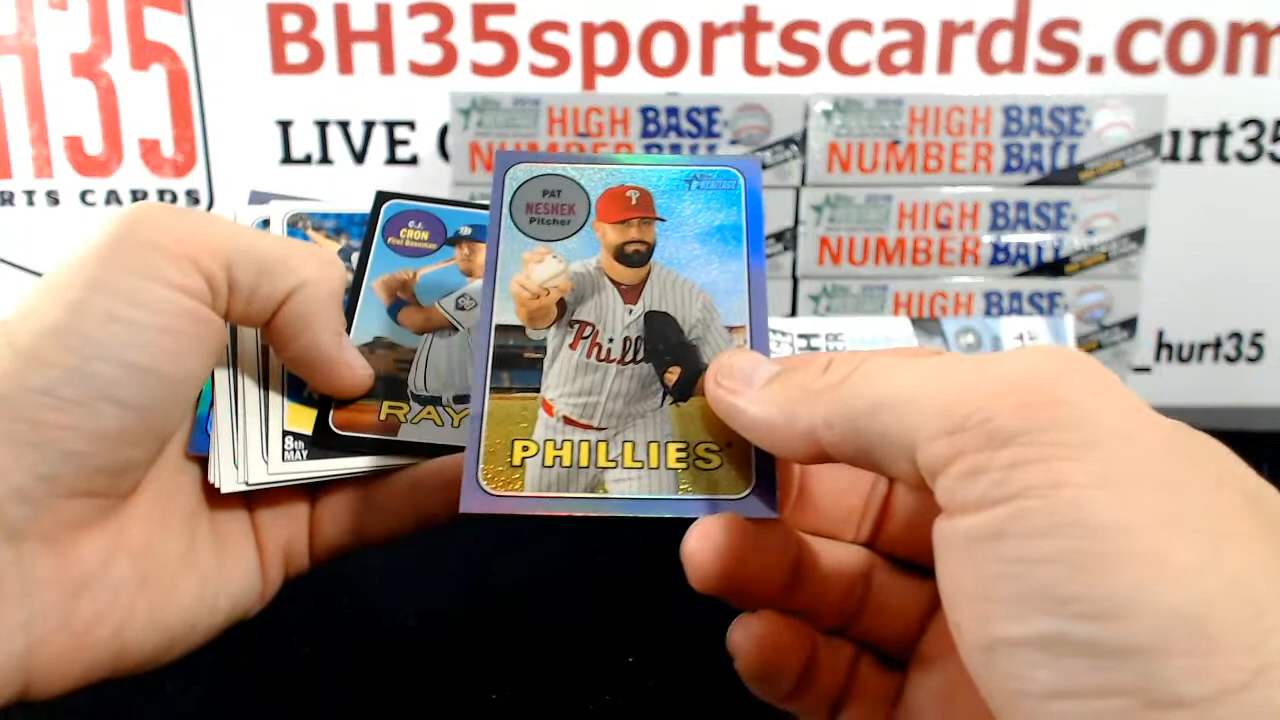 H35
RTS CARDS
BH35sportscards.com
LIVE
urt35
_hurt35
HIGH BASE
NUMBER BALL
HIGH BASE
NUMBER BALL
HIGH BASE
NUMBER BALL
HIGH BASE
C.J.
CRON
First Baseman
RAY
8th
MAY
PAT
NESHEK
Pitcher
HERITAGE
P
Phill
PHILLIES